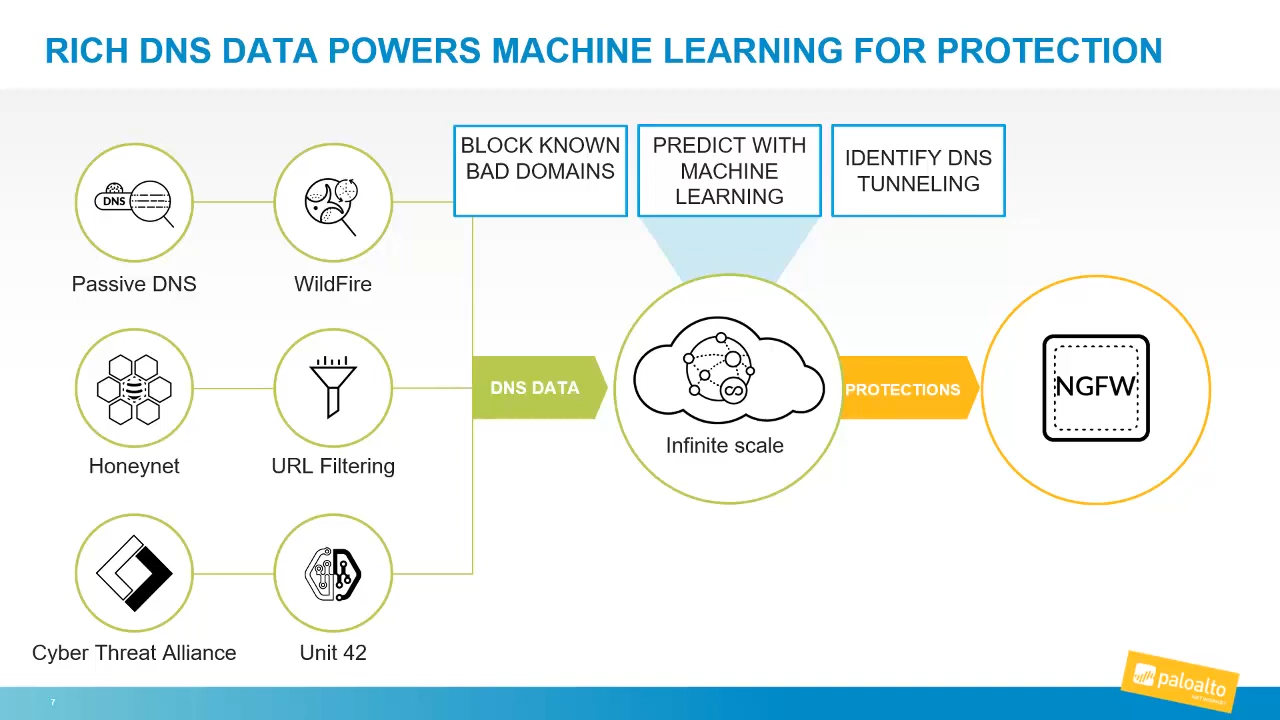 RICH DNS DATA POWERS MACHINE LEARNING FOR PROTECTION
BLOCK KNOWN
BAD DOMAINS
PREDICT WITH
MACHINE
LEARNING
IDENTIFY DNS
TUNNELING
DNS
Passive DNS
WildFire
Honeynet
URL Filtering
Cyber Threat Alliance
Unit 42
DNS DATA
Infinite scale
PROTECTIONS
NGFW
7
paloalto
NETWORKS